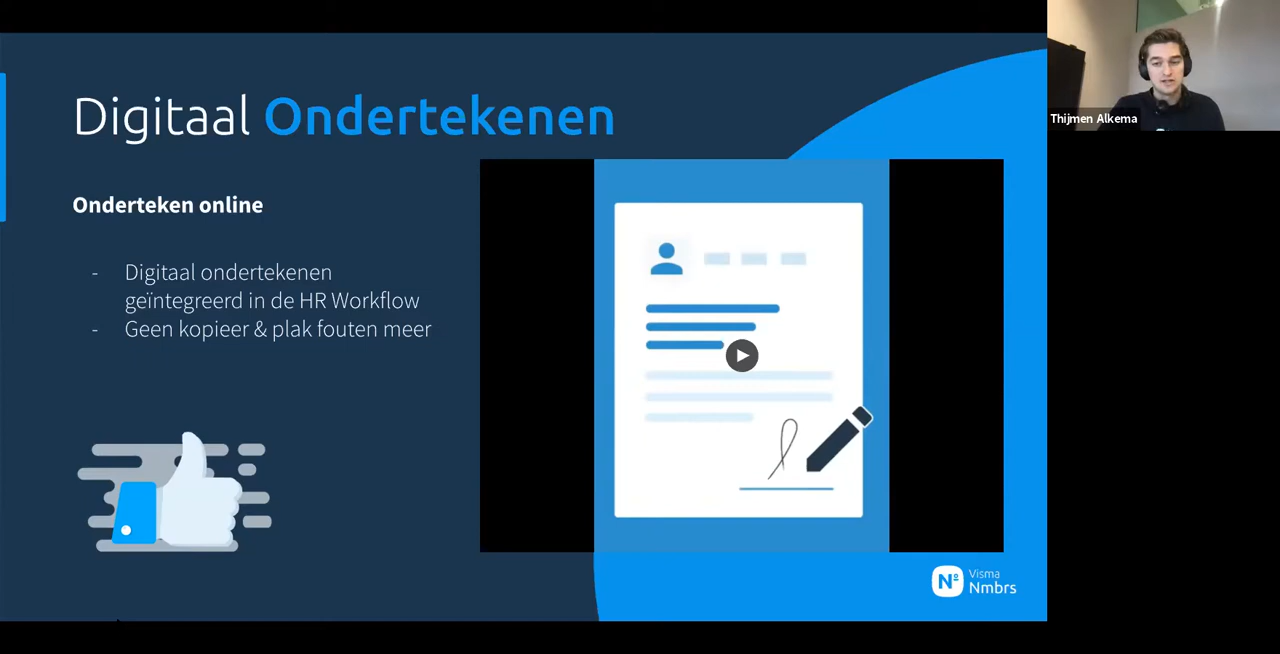 Digitaal Ondertekenen
Onderteken online
- Digitaal ondertekenen
geïntegreerd in de HR Workflow
- Geen kopieer & plak fouten meer
Nº Visma
Nmbrs
Thijmen Alkema